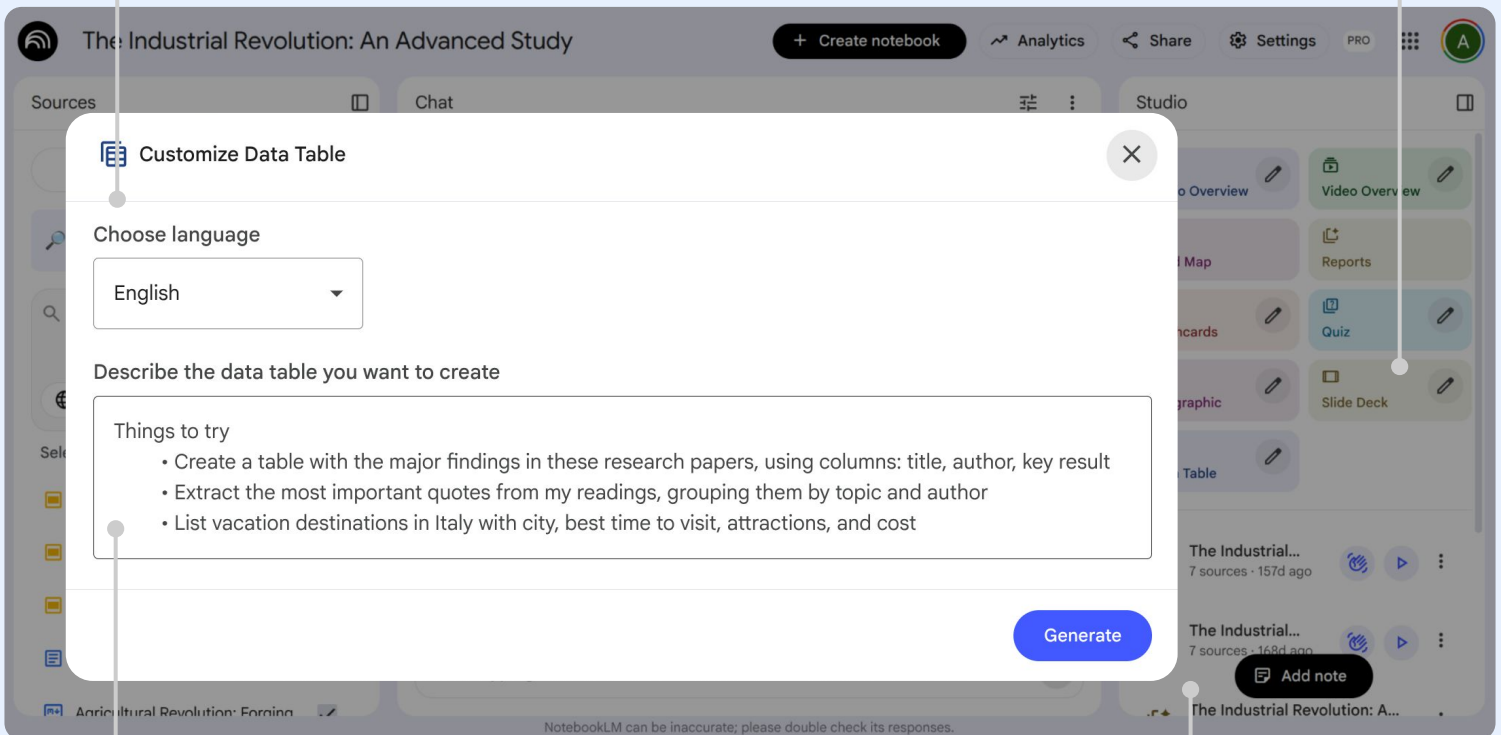 The Industrial Revolution: An Advanced Study
+ Create notebook
Analytics
Share
Settings
PRO
A
Sources
Chat
Studio
Customize Data Table
Choose language
English
Describe the data table you want to create
Things to try
• Create a table with the major findings in these research papers, using columns: title, author, key result
• Extract the most important quotes from my readings, grouping them by topic and author
• List vacation destinations in Italy with city, best time to visit, attractions, and cost
Generate
Overview
Video Overview
Map
Reports
Quiz
Slide Deck
Table
The Industrial...
7 sources · 157d ago
The Industrial...
7 sources · 168d ago
Add note
The Industrial Revolution: A...
Agricultural Revolution: Forging
NotebookLM can be inaccurate; please double check its responses.